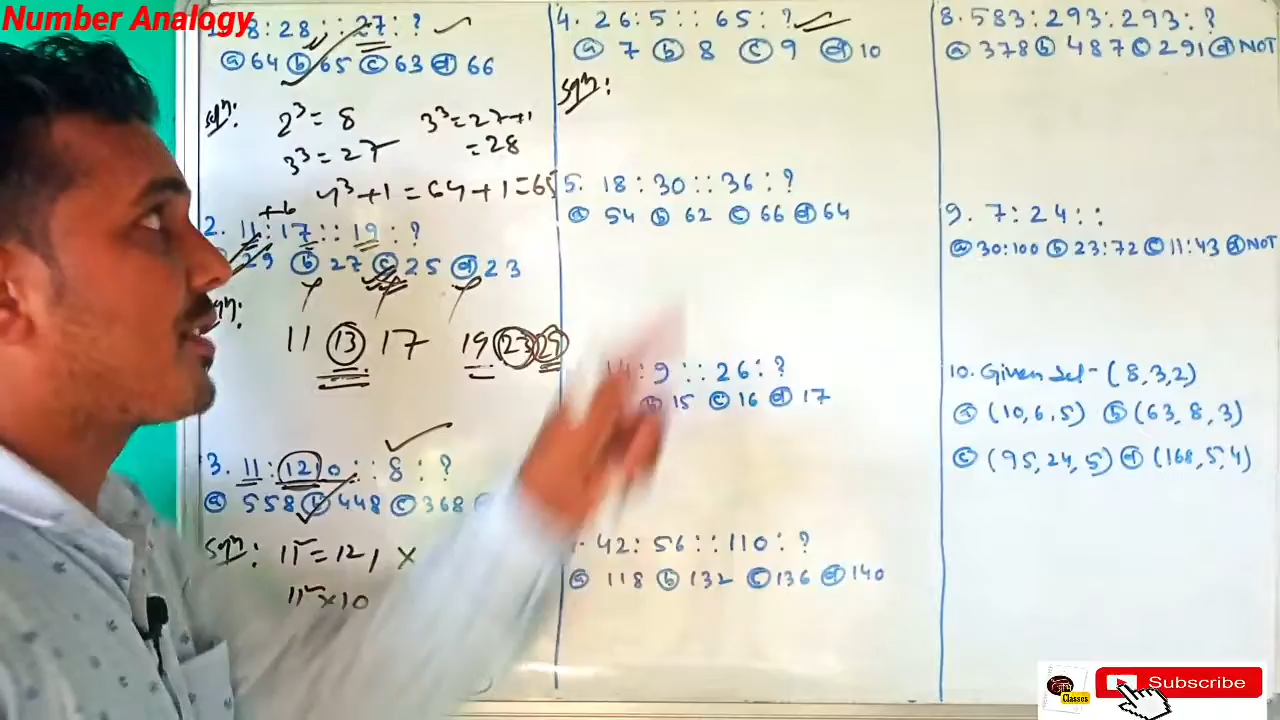 Number Analogy
8 : 28 :: 27 : ?
ⓐ 64 ⓑ 65 ⓒ 63 ⓓ 66
2³ = 8
3³ = 27+1
3³ = 27
= 28
4³ + 1 = 64 + 1 = 65
+6
2. 11 : 17 :: 19 : ?
29 ⓑ 27 ⓒ 25 ⓓ 23
11 13 17 19 23 29
3. 11 : 1210 :: 8 : ?
ⓐ 558 ⓑ 448 ⓒ 368
11² = 121 ×
11² × 10
4. 26 : 5 :: 65 : ?
ⓐ 7 ⓑ 8 ⓒ 9 ⓓ 10
5. 18 : 30 :: 36 : ?
ⓐ 54 ⓑ 62 ⓒ 66 ⓓ 64
: 9 :: 26 : ?
ⓑ 15 ⓒ 16 ⓓ 17
42 : 56 :: 110 : ?
ⓐ 118 ⓑ 132 ⓒ 136 ⓓ 140
8. 583 : 293 : 293 : ?
ⓐ 378 ⓑ 487 ⓒ 291 ⓓ NOT
9. 7 : 24 : :
ⓐ 30:100 ⓑ 23:72 ⓒ 11:43 ⓓ NOT
10. Given Set - (8,3,2)
ⓐ (10,6,5) ⓑ (63,8,3)
ⓒ (95,24,5) ⓓ (168,5,4)
Classes
Subscribe